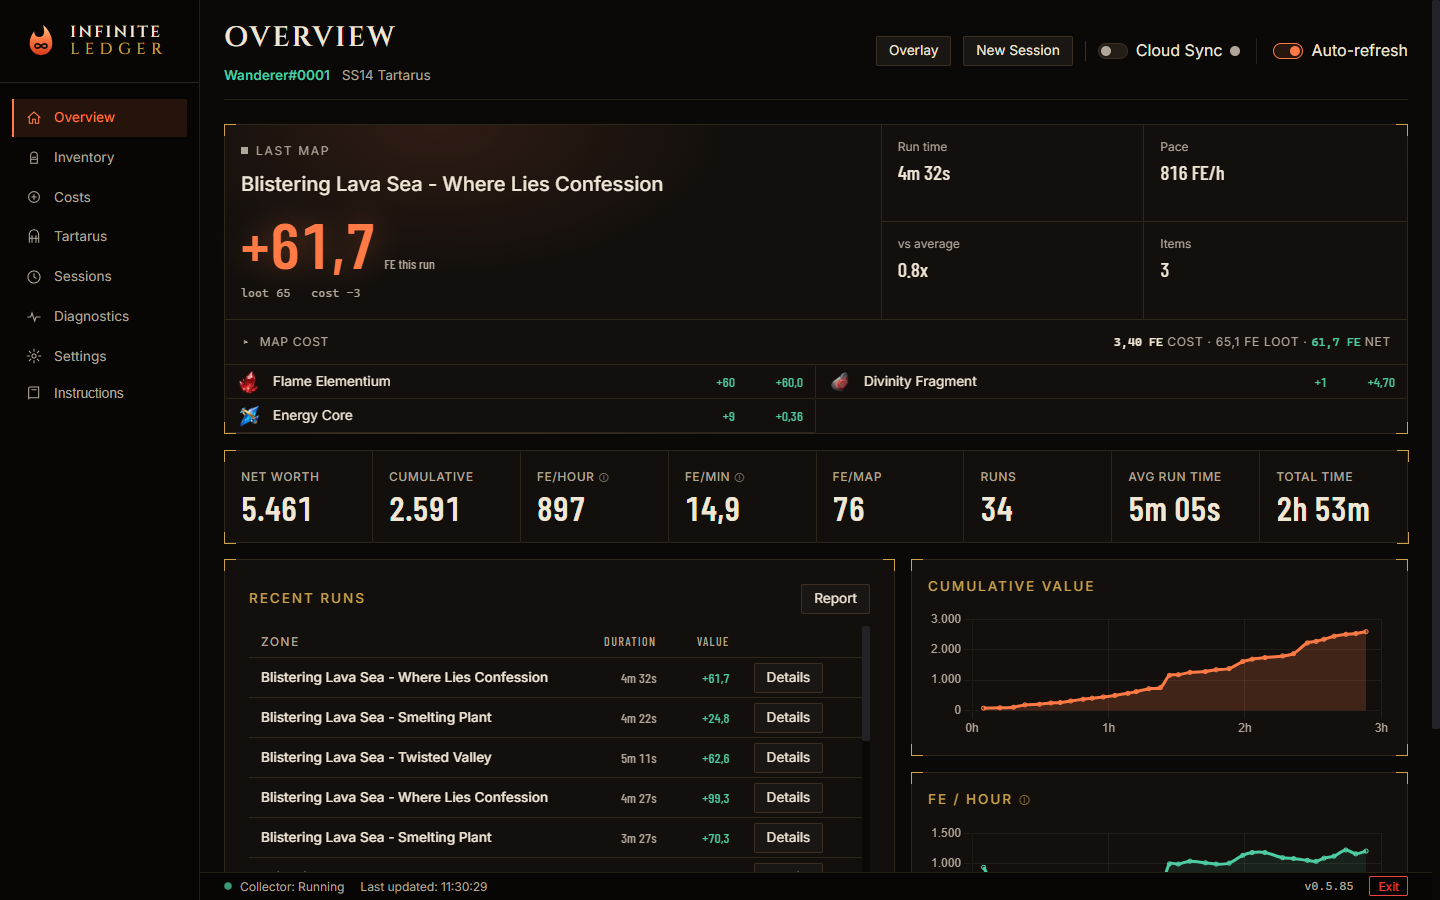 INFINITE
LEDGER
Overview
Inventory
Costs
Tartarus
Sessions
Diagnostics
Settings
Instructions
OVERVIEW
Wanderer#0001 SS14 Tartarus
Overlay
New Session
Cloud Sync
Auto-refresh
LAST MAP
Blistering Lava Sea - Where Lies Confession
+61,7 FE this run
loot 65 cost −3
Run time
4m 32s
Pace
816 FE/h
vs average
0.8x
Items
3
MAP COST
3,40 FE COST · 65,1 FE LOOT · 61,7 FE NET
Flame Elementium +60 +60,0
Divinity Fragment +1 +4,70
Energy Core +9 +0,36
NET WORTH
5.461
CUMULATIVE
2.591
FE/HOUR
897
FE/MIN
14,9
FE/MAP
76
RUNS
34
AVG RUN TIME
5m 05s
TOTAL TIME
2h 53m
RECENT RUNS
Report
ZONE DURATION VALUE
Blistering Lava Sea - Where Lies Confession 4m 32s +61,7 Details
Blistering Lava Sea - Smelting Plant 4m 22s +24,8 Details
Blistering Lava Sea - Twisted Valley 5m 11s +62,6 Details
Blistering Lava Sea - Where Lies Confession 4m 27s +99,3 Details
Blistering Lava Sea - Smelting Plant 3m 27s +70,3 Details
CUMULATIVE VALUE
3.000
2.000
1.000
0
0h 1h 2h 3h
FE / HOUR
1.500
1.000
Collector: Running Last updated: 11:30:29
v0.5.85 Exit